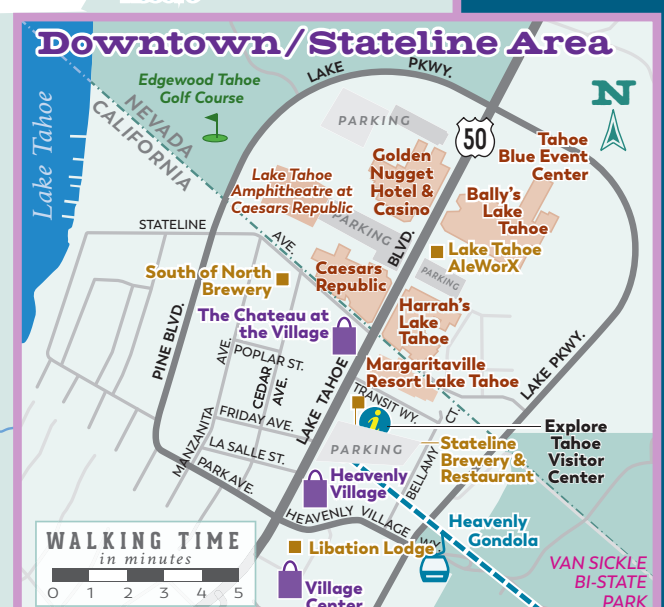 Downtown/Stateline Area
LAKE PKWY.
Edgewood Tahoe
Golf Course
NEVADA
CALIFORNIA
Lake Tahoe
PARKING
50
N
Tahoe
Blue Event
Center
Golden
Nugget
Hotel &
Casino
Lake Tahoe
Amphitheatre at
Caesars Republic
Bally's
Lake
Tahoe
PARKING
STATELINE
AVE.
BLVD.
Lake Tahoe
AleWorX
South of North
Brewery
Caesars
Republic
PARKING
Harrah's
Lake
Tahoe
The Chateau at
the Village
PINE BLVD.
AVE.
POPLAR ST.
CEDAR
AVE.
LAKE TAHOE
Margaritaville
Resort Lake Tahoe
LAKE PKWY.
TRANSIT WY.
CT.
MANZANITA
FRIDAY AVE.
LA SALLE ST.
PARK AVE.
i
Explore
Tahoe
Visitor
Center
PARKING
Stateline
Brewery &
Restaurant
BELLAMY
Heavenly
Village
HEAVENLY VILLAGE WY.
Heavenly
Gondola
WALKING TIME
in minutes
0 1 2 3 4 5
Libation Lodge
VAN SICKLE
BI-STATE
PARK
Village
Center